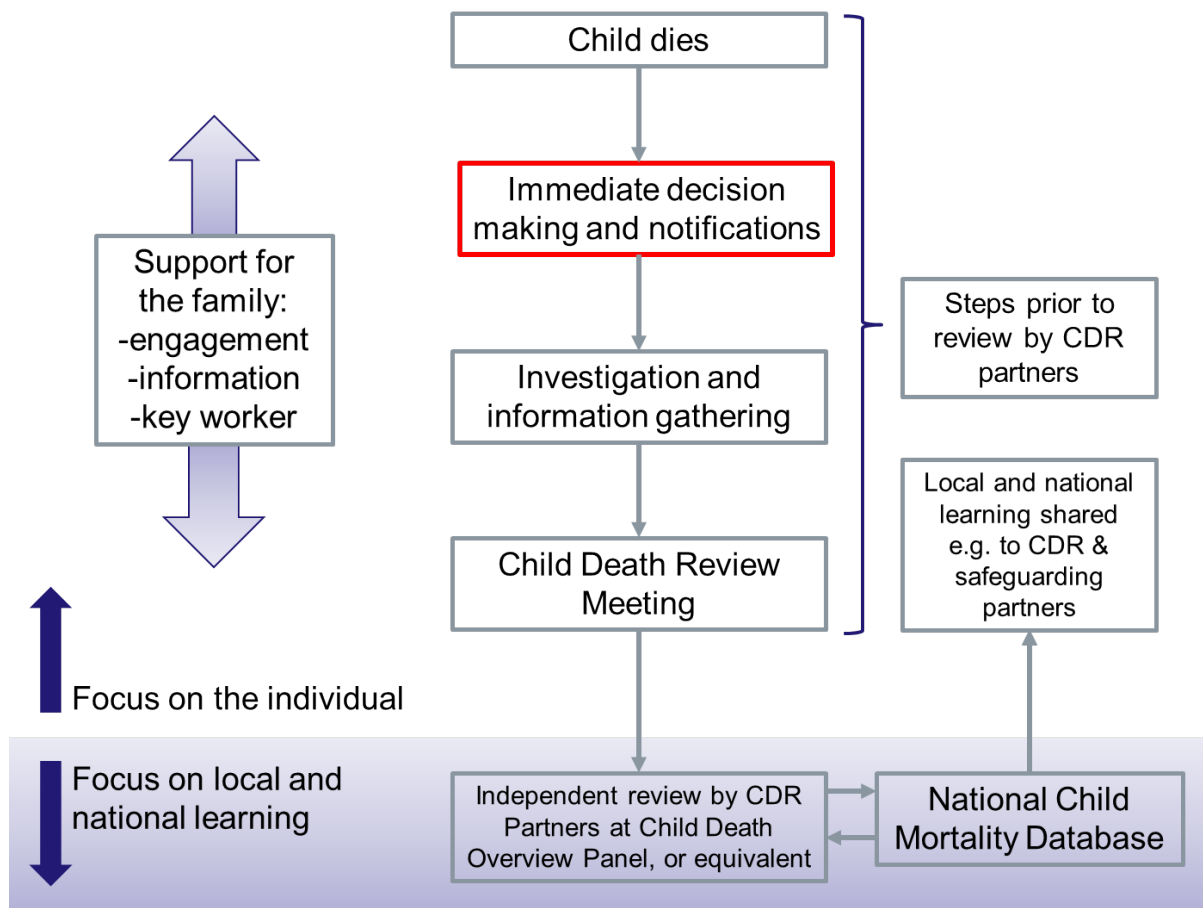 Child dies
Immediate decision
making and notifications
Support for
the family:
-engagement
-information
-key worker
Steps prior to
review by CDR
partners
Investigation and
information gathering
Local and national
learning shared
e.g. to CDR &
safeguarding
partners
Child Death Review
Meeting
Focus on the individual
Focus on local and
national learning
Independent review by CDR
Partners at Child Death
Overview Panel, or equivalent
National Child
Mortality Database